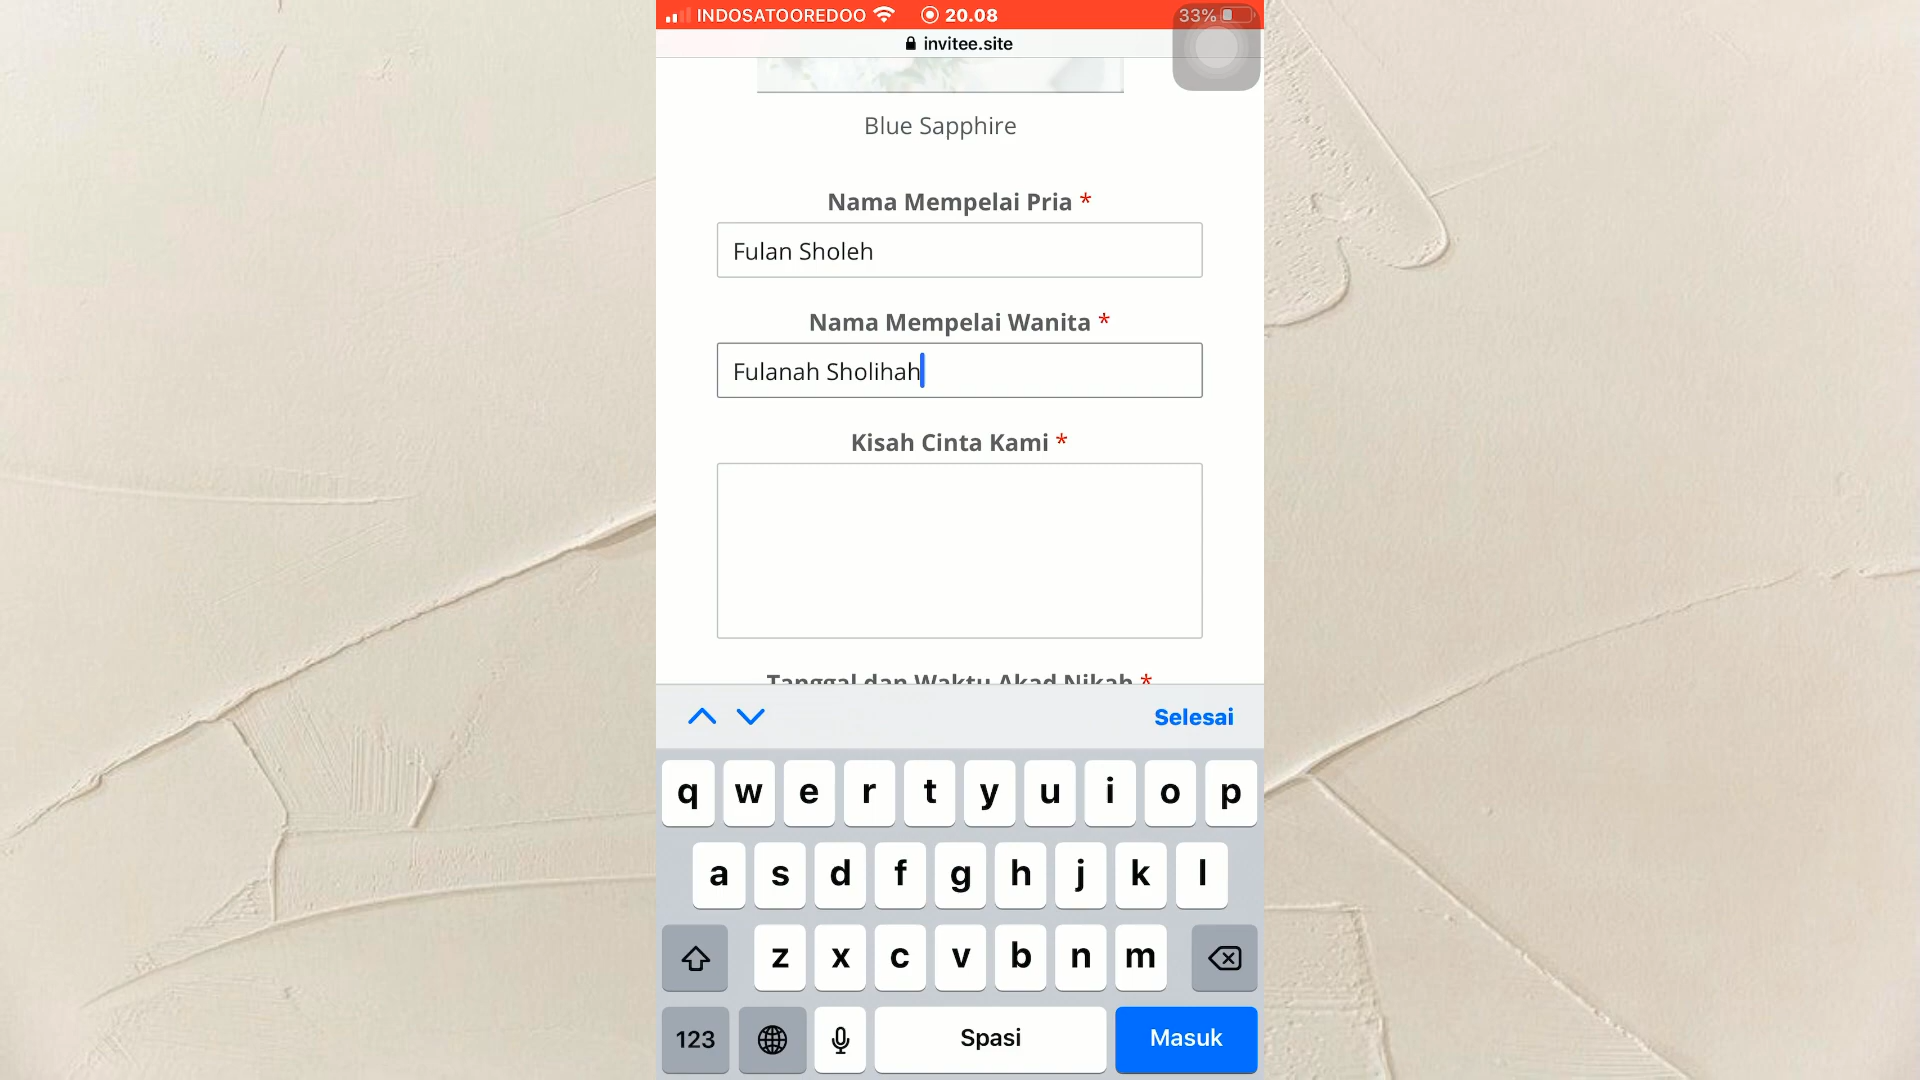 INDOSATOOREDOO 20.08 33%
invitee.site
Blue Sapphire
Nama Mempelai Pria *
Fulan Sholeh
Nama Mempelai Wanita *
Fulanah Sholihah
Kisah Cinta Kami *
Tanggal dan Waktu Akad Nikah *
Selesai
q w e r t y u i o p
a s d f g h j k l
z x c v b n m
123 Spasi Masuk